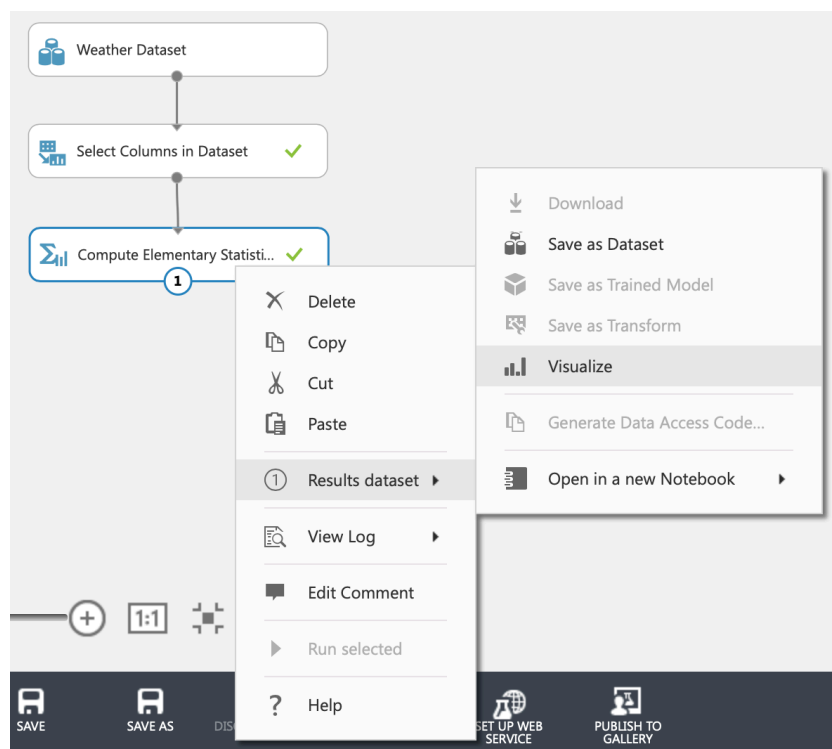 Weather Dataset
Select Columns in Dataset
Compute Elementary Statisti...
1
Delete
Copy
Cut
Paste
1
Results dataset
View Log
Edit Comment
Run selected
Help
Download
Save as Dataset
Save as Trained Model
Save as Transform
Visualize
Generate Data Access Code...
Open in a new Notebook
1:1
SAVE
SAVE AS
SET UP WEB
SERVICE
PUBLISH TO
GALLERY